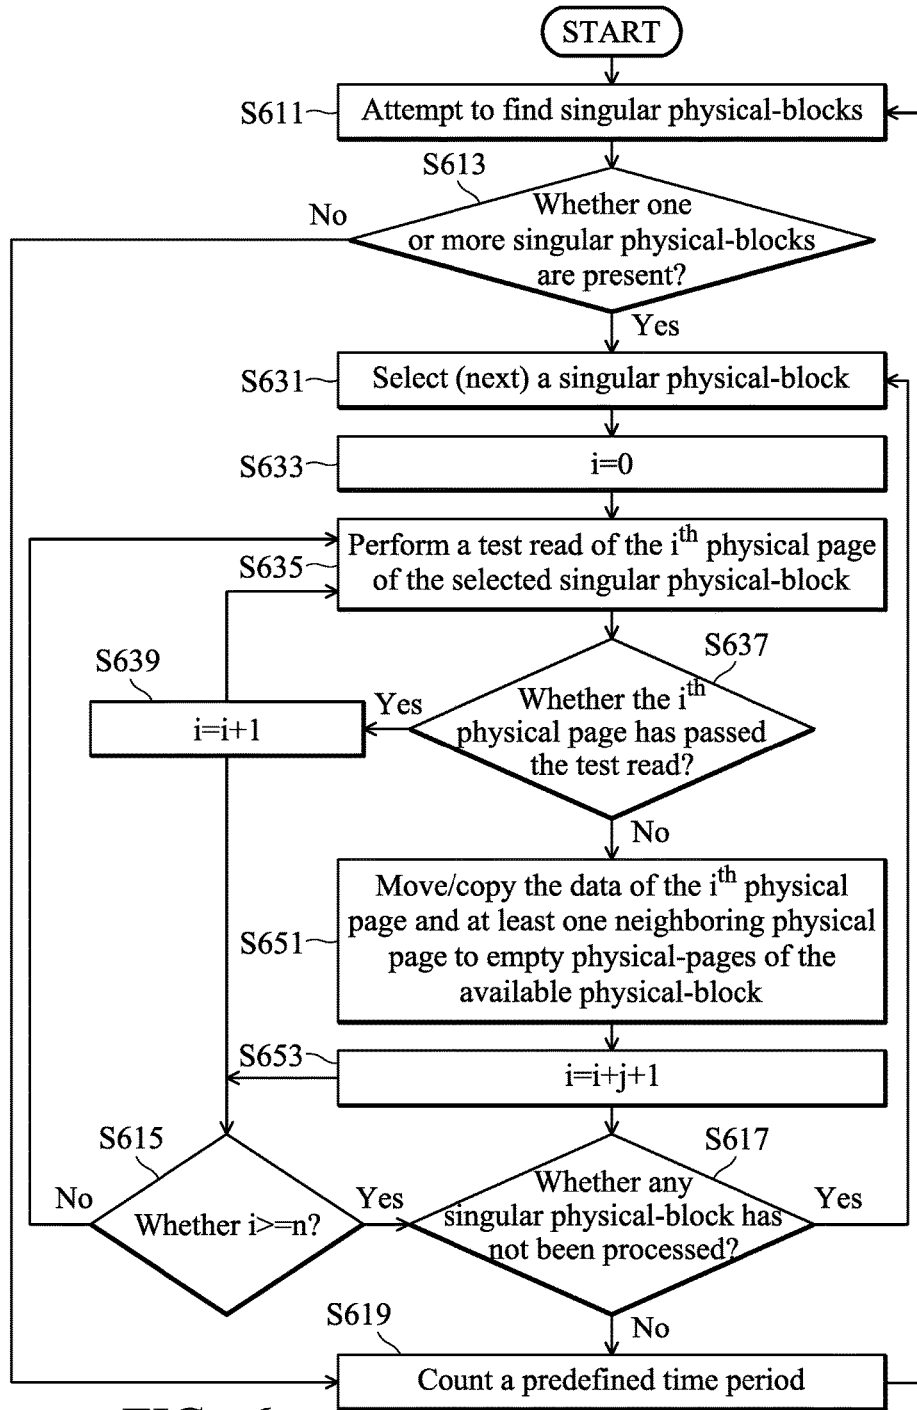 START
S611
Attempt to find singular physical-blocks
S613
No
Whether one
or more singular physical-blocks
are present?
Yes
S631
Select (next) a singular physical-block
S633
i=0
S635
Perform a test read of the ith physical page
of the selected singular physical-block
S639
S637
i=i+1
Yes
Whether the ith
physical page has passed
the test read?
No
S651
Move/copy the data of the ith physical
page and at least one neighboring physical
page to empty physical-pages of the
available physical-block
S653
i=i+j+1
S615
S617
No
Whether i>=n?
Yes
Whether any
singular physical-block has
not been processed?
Yes
No
S619
Count a predefined time period